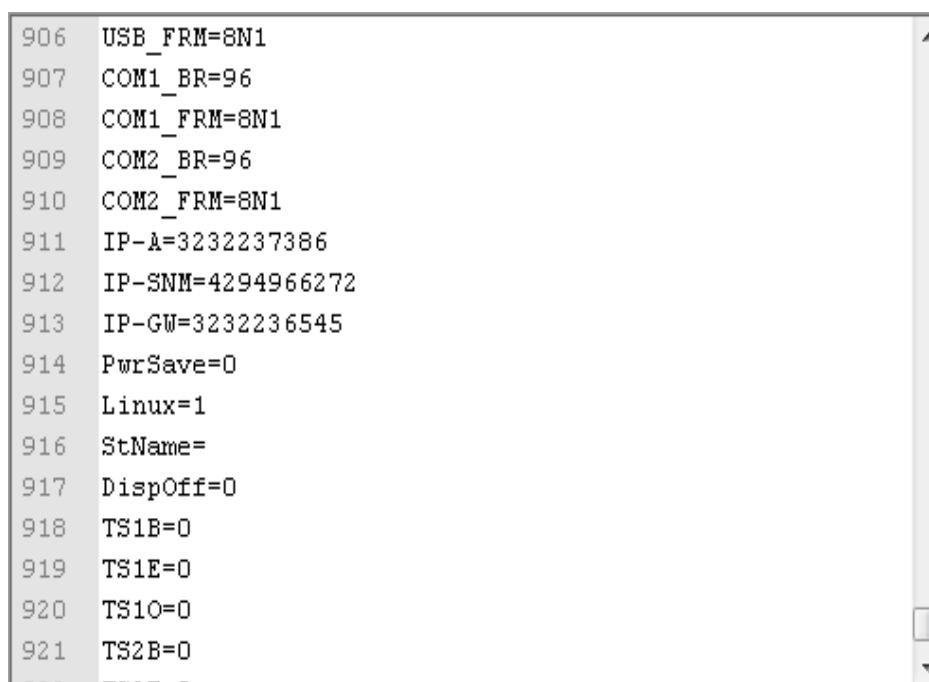 906 USB_FRM=8N1
907 COM1_BR=96
908 COM1_FRM=8N1
909 COM2_BR=96
910 COM2_FRM=8N1
911 IP-A=3232237386
912 IP-SNM=4294966272
913 IP-GW=3232236545
914 PwrSave=0
915 Linux=1
916 StName=
917 DispOff=0
918 TS1B=0
919 TS1E=0
920 TS1O=0
921 TS2B=0